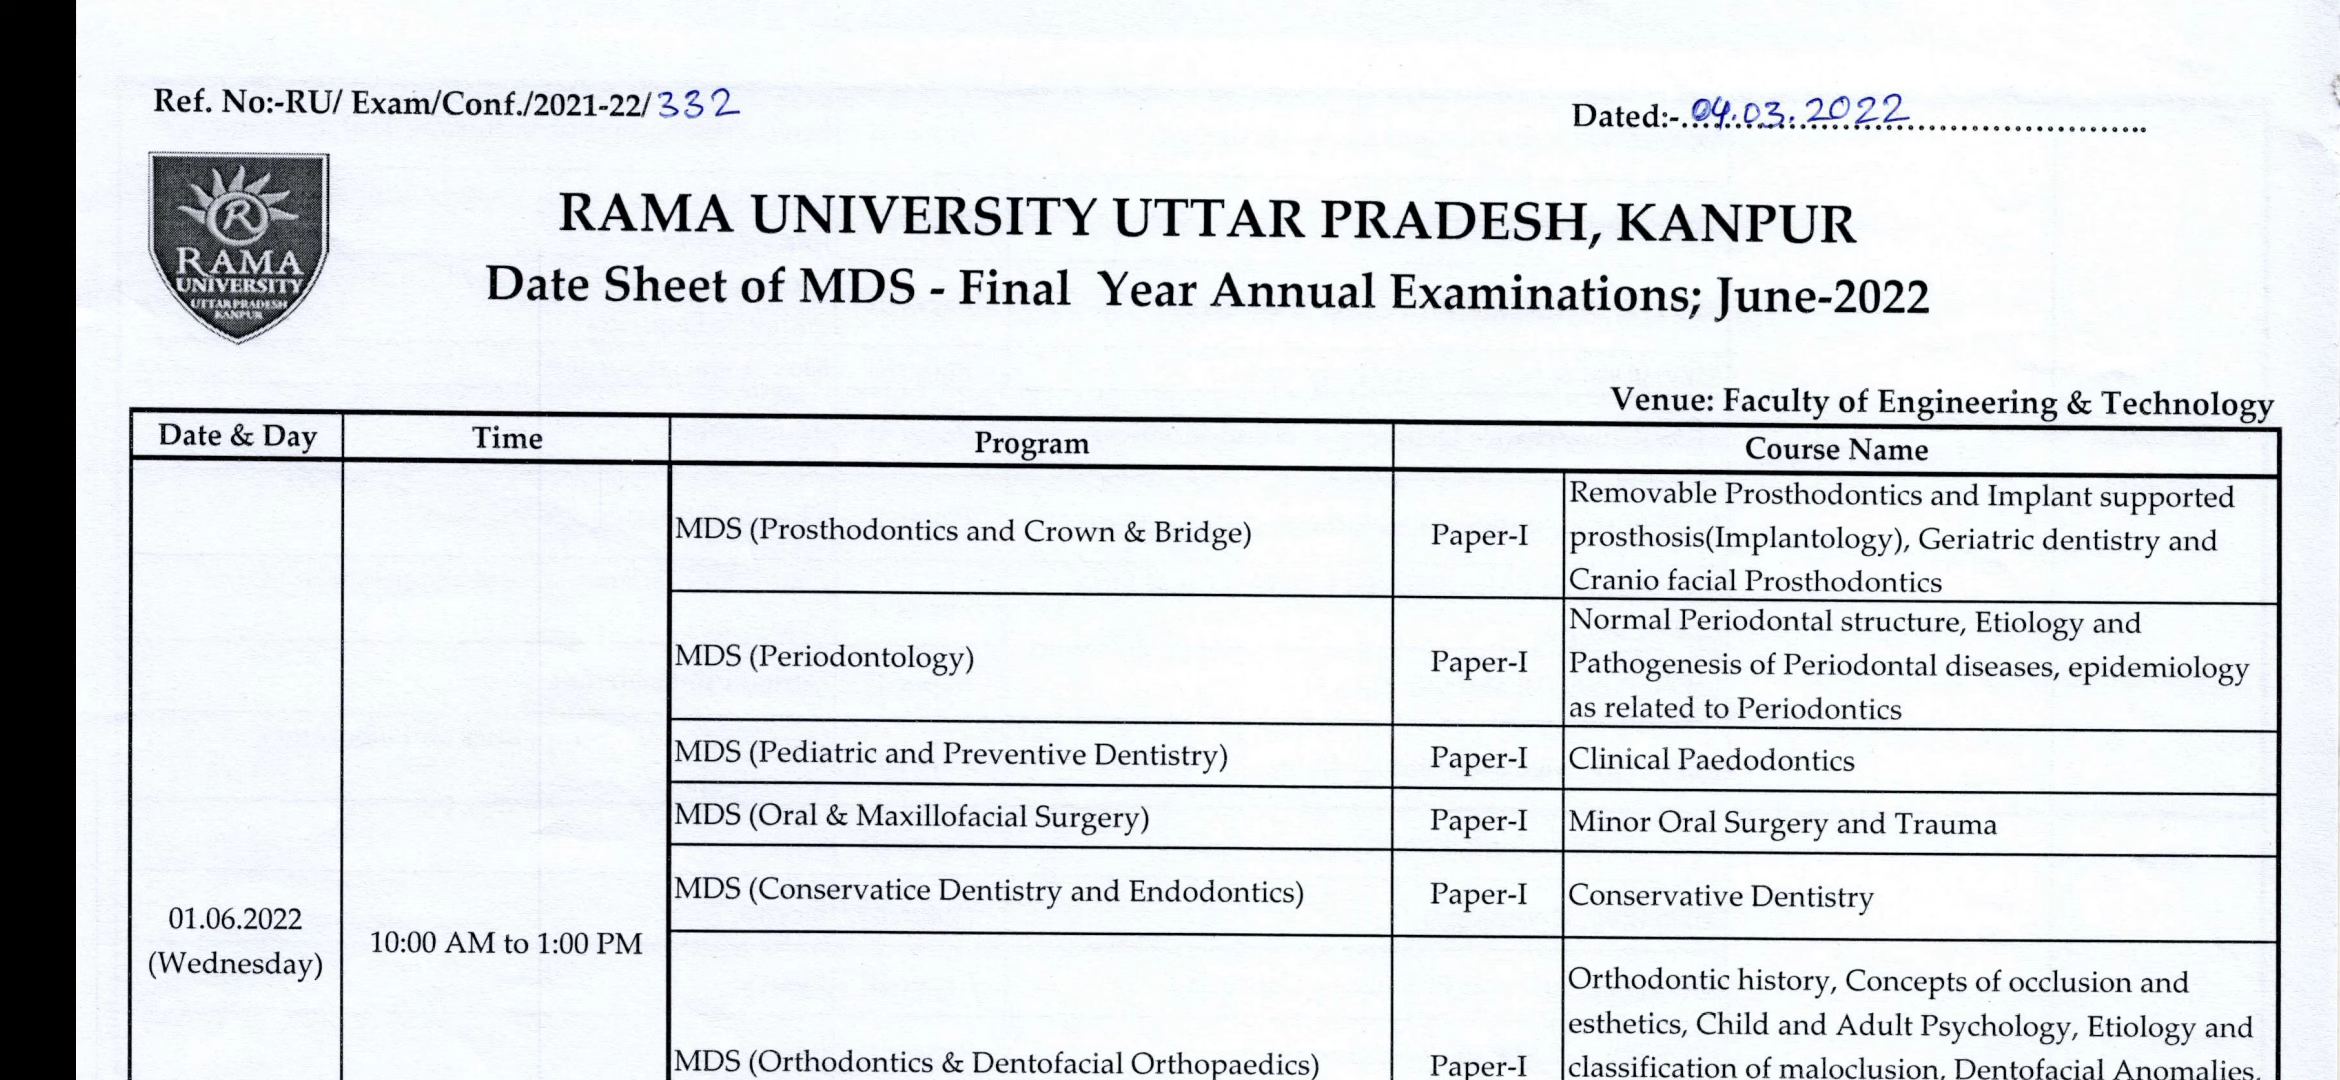 Ref. No:-RU/ Exam/Conf./2021-22/332
Dated:-.04.03.2022
RAMA
UNIVERSITY
UTTAR PRADESH
KANPUR
RAMA UNIVERSITY UTTAR PRADESH, KANPUR
Date Sheet of MDS - Final Year Annual Examinations; June-2022
Venue: Faculty of Engineering & Technology
Date & Day Time Program Course Name
01.06.2022
(Wednesday)
10:00 AM to 1:00 PM
MDS (Prosthodontics and Crown & Bridge) Paper-I
Removable Prosthodontics and Implant supported
prosthosis(Implantology), Geriatric dentistry and
Cranio facial Prosthodontics
MDS (Periodontology) Paper-I
Normal Periodontal structure, Etiology and
Pathogenesis of Periodontal diseases, epidemiology
as related to Periodontics
MDS (Pediatric and Preventive Dentistry) Paper-I Clinical Paedodontics
MDS (Oral & Maxillofacial Surgery) Paper-I Minor Oral Surgery and Trauma
MDS (Conservatice Dentistry and Endodontics) Paper-I Conservative Dentistry
MDS (Orthodontics & Dentofacial Orthopaedics) Paper-I
Orthodontic history, Concepts of occlusion and
esthetics, Child and Adult Psychology, Etiology and
classification of maloclusion, Dentofacial Anomalies,